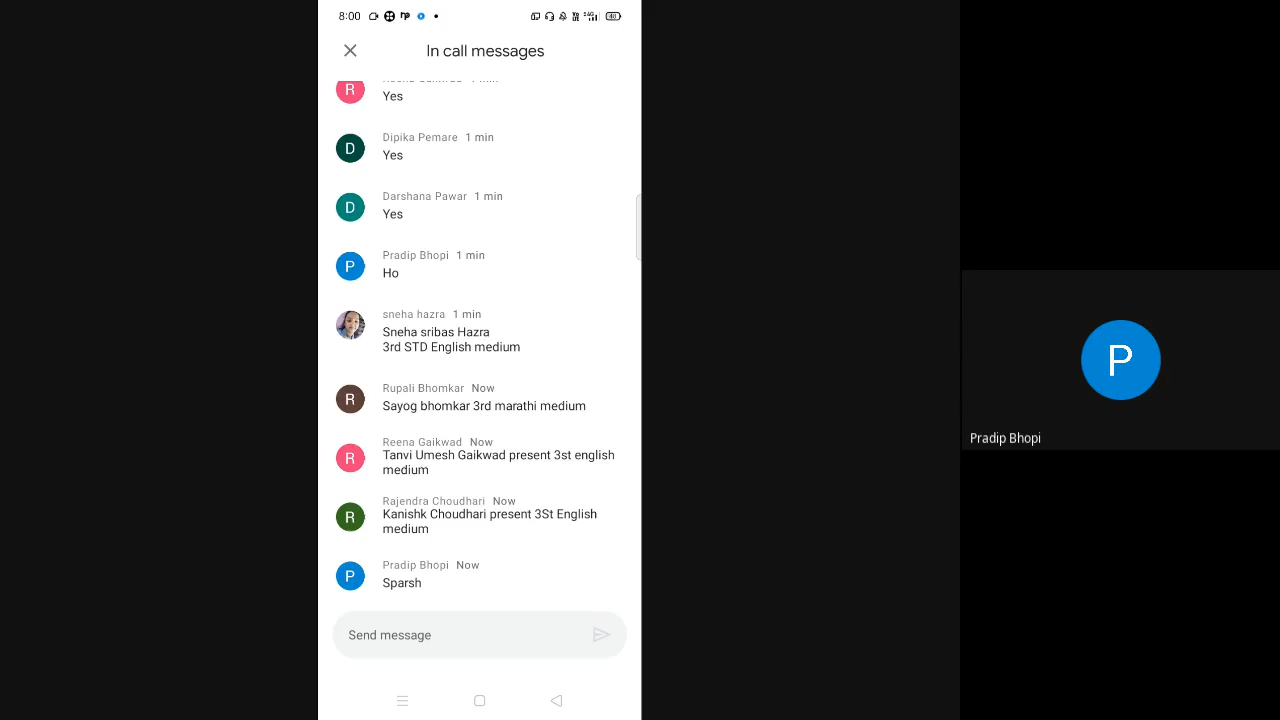 8:00
In call messages
R
Yes
D
Dipika Pemare 1 min
Yes
D
Darshana Pawar 1 min
Yes
P
Pradip Bhopi 1 min
Ho
sneha hazra 1 min
Sneha sribas Hazra
3rd STD English medium
R
Rupali Bhomkar Now
Sayog bhomkar 3rd marathi medium
R
Reena Gaikwad Now
Tanvi Umesh Gaikwad present 3st english
medium
R
Rajendra Choudhari Now
Kanishk Choudhari present 3St English
medium
P
Pradip Bhopi Now
Sparsh
Send message
P
Pradip Bhopi